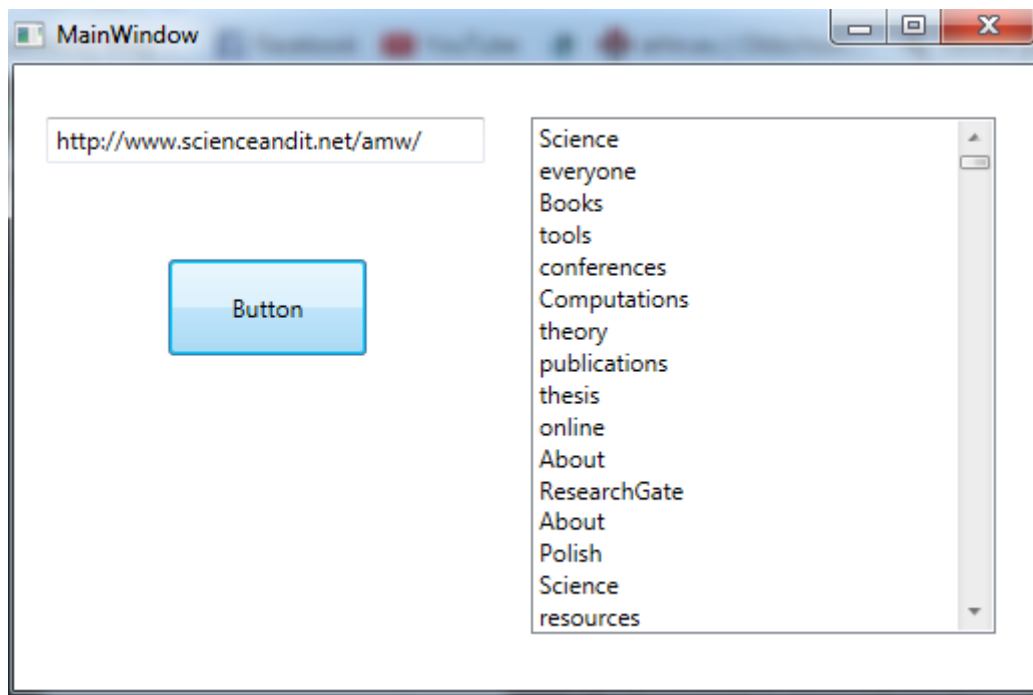 MainWindow
http://www.scienceandit.net/amw/
Button
Science
everyone
Books
tools
conferences
Computations
theory
publications
thesis
online
About
ResearchGate
About
Polish
Science
resources